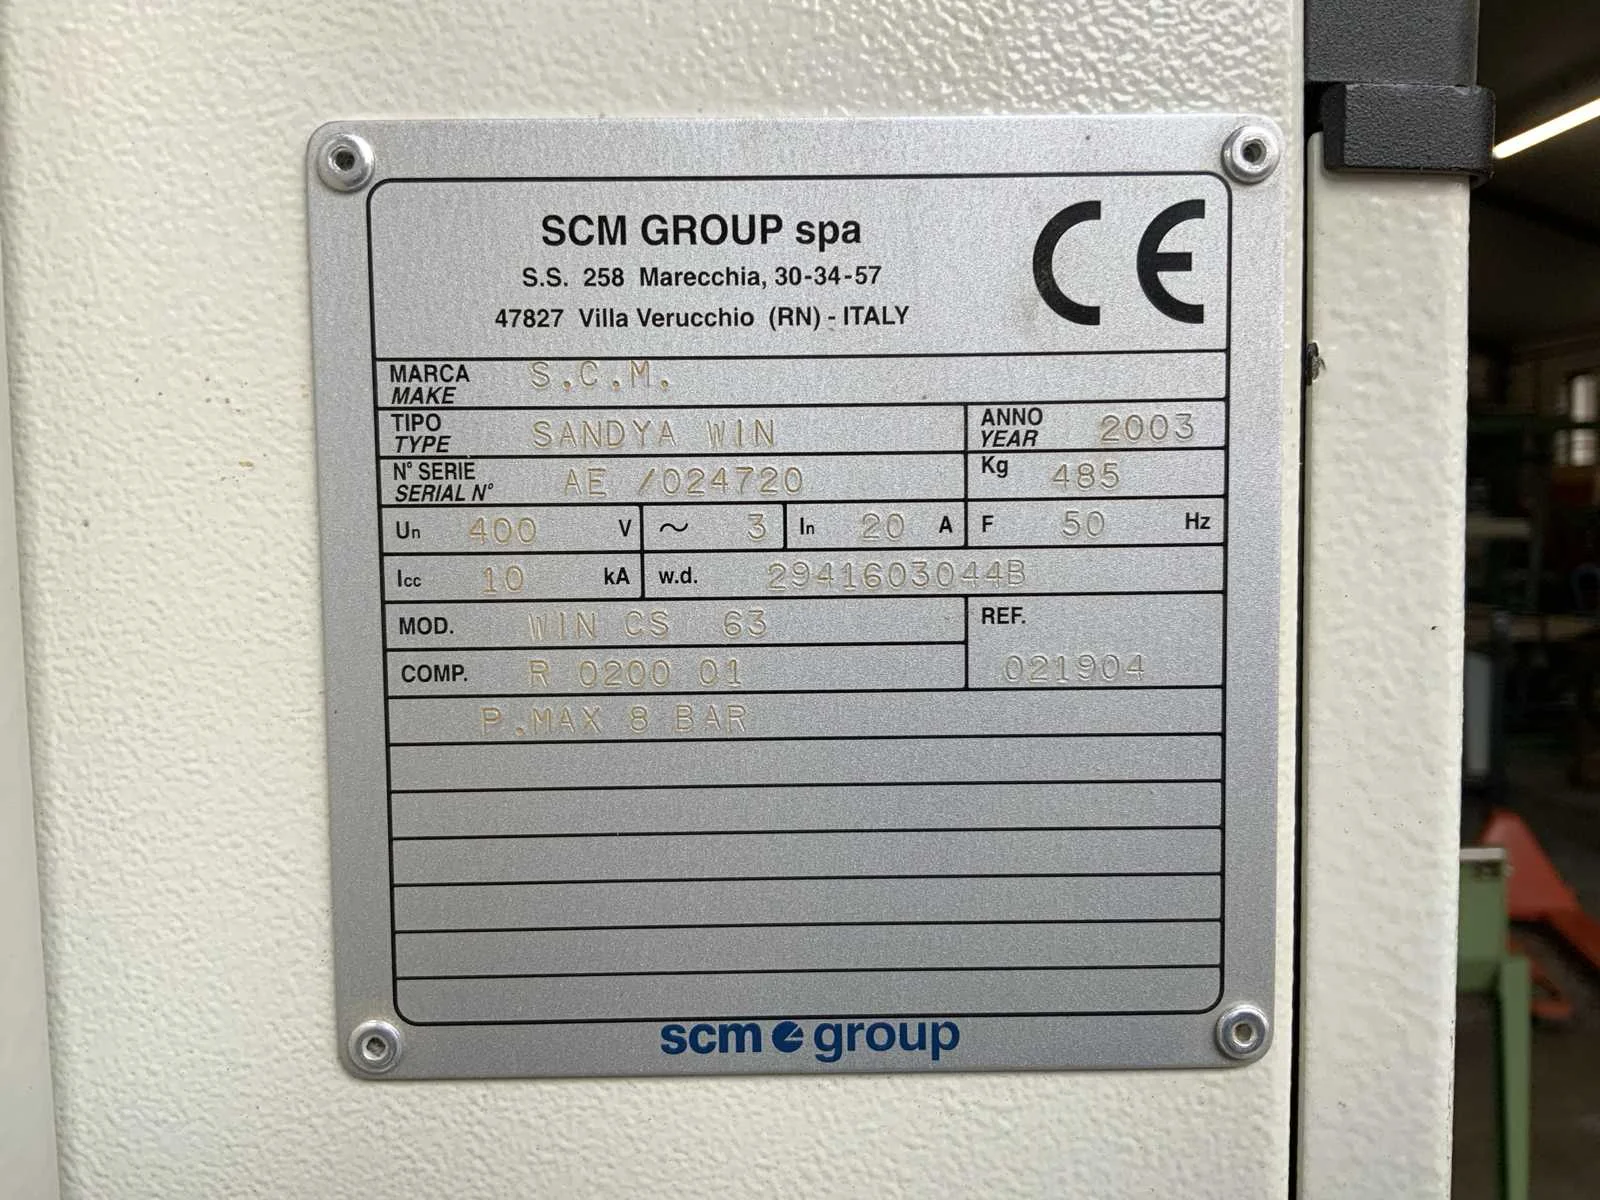 SCM GROUP spa
S.S. 258 Marecchia, 30-34-57
47827 Villa Verucchio (RN) - ITALY
CE
MARCA
MAKE
S.C.M.
TIPO
TYPE
SANDYA WIN
ANNO
YEAR
2003
N° SERIE
SERIAL N°
AE /024720
Kg 485
Un 400 V
~ 3
In 20 A
F 50 Hz
Icc 10 kA
w.d. 2941603044B
MOD. WIN CS 63
REF.
021904
COMP. R 0200 01
P.MAX 8 BAR
scm group